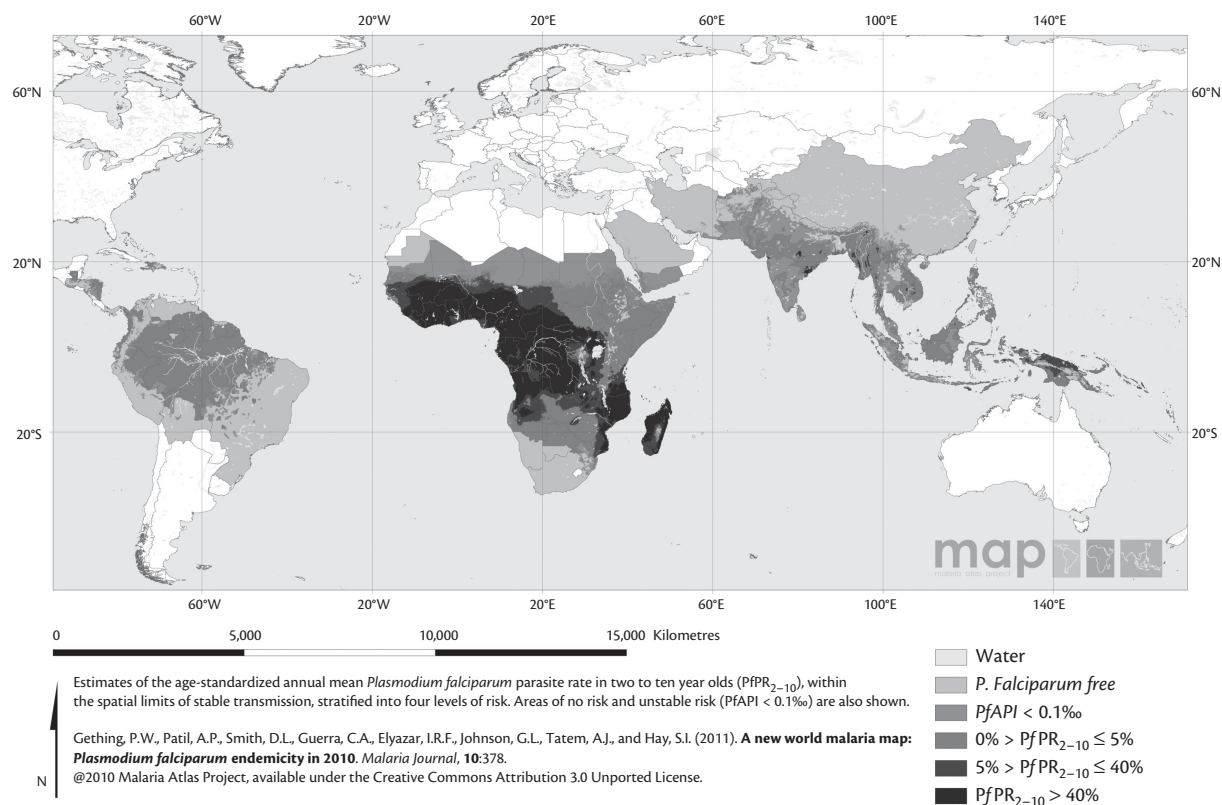 60°W 20°W 20°E 60°E 100°E 140°E
60°N 60°N
20°N 20°N
20°S 20°S
map
malaria atlas project
60°W 20°W 20°E 60°E 100°E 140°E
0 5,000 10,000 15,000 Kilometres
Estimates of the age-standardized annual mean Plasmodium falciparum parasite rate in two to ten year olds (PfPR2–10), within
the spatial limits of stable transmission, stratified into four levels of risk. Areas of no risk and unstable risk (PfAPI < 0.1‰) are also shown.
Gething, P.W., Patil, A.P., Smith, D.L., Guerra, C.A., Elyazar, I.R.F., Johnson, G.L., Tatem, A.J., and Hay, S.I. (2011). A new world malaria map:
Plasmodium falciparum endemicity in 2010. Malaria Journal, 10:378.
@2010 Malaria Atlas Project, available under the Creative Commons Attribution 3.0 Unported License.
N
Water
P. Falciparum free
PfAPI < 0.1‰
0% > PfPR2–10 ≤ 5%
5% > PfPR2–10 ≤ 40%
PfPR2–10 > 40%